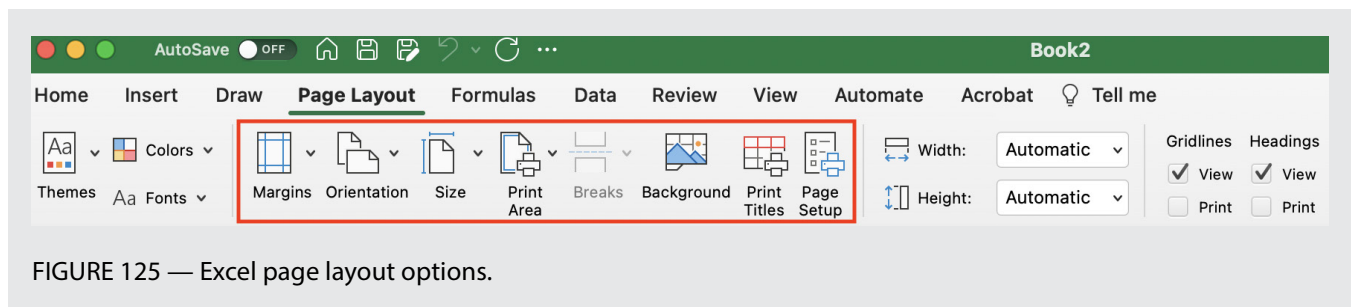 AutoSave OFF Book2
Home Insert Draw Page Layout Formulas Data Review View Automate Acrobat Tell me
Aa Colors Width: Automatic Gridlines Headings
View View
Themes Aa Fonts Margins Orientation Size Print Area Breaks Background Print Titles Page Setup Height: Automatic Print Print
FIGURE 125 — Excel page layout options.